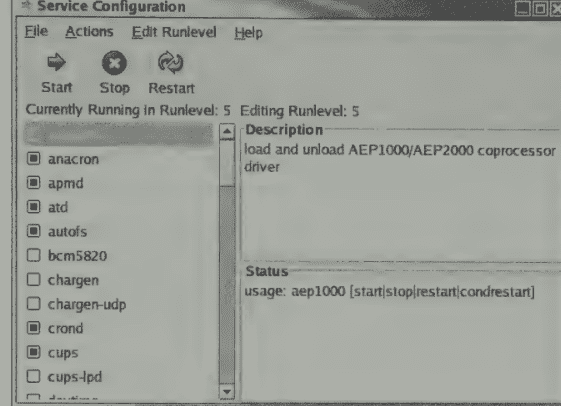 Service Configuration
File Actions Edit Runlevel Help
Start Stop Restart
Currently Running in Runlevel: 5 Editing Runlevel: 5
anacron
apmd
atd
autofs
bcm5820
chargen
chargen-udp
crond
cups
cups-lpd
Description
load and unload AEP1000/AEP2000 coprocessor
driver
Status
usage: aep1000 [start|stop|restart|condrestart]